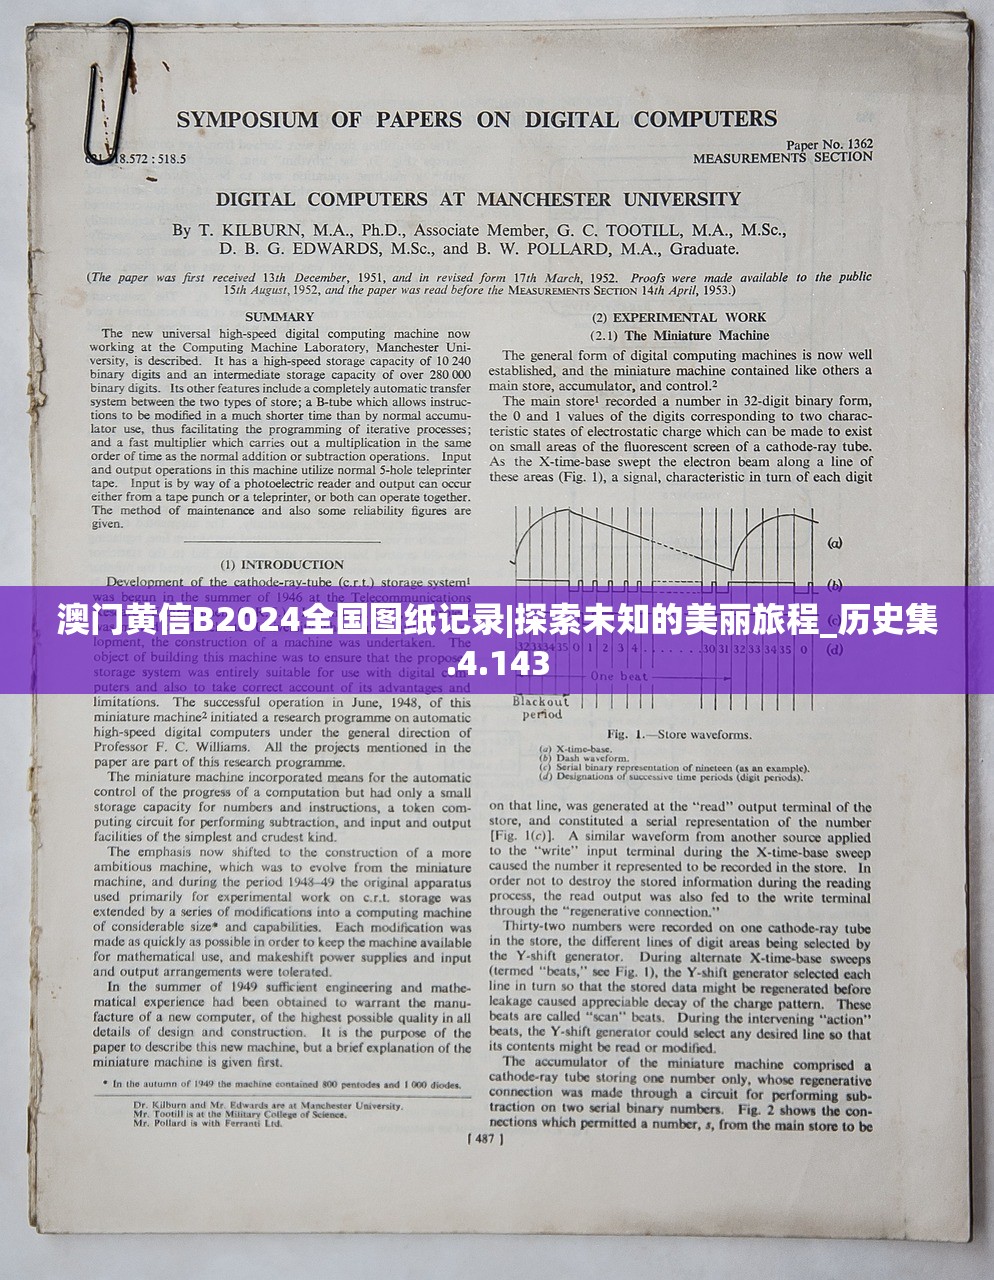 SYMPOSIUM OF PAPERS ON DIGITAL COMPUTERS
18.572 : 518.5
Paper No. 1362
MEASUREMENTS SECTION
DIGITAL COMPUTERS AT MANCHESTER UNIVERSITY
By T. KILBURN, M.A., Ph.D., Associate Member, G. C. TOOTILL, M.A., M.Sc.,
D. B. G. EDWARDS, M.Sc., and B. W. POLLARD, M.A., Graduate.
(The paper was first received 13th December, 1951, and in revised form 17th March, 1952. Proofs were made available to the public
15th August, 1952, and the paper was read before the MEASUREMENTS SECTION 14th April, 1953.)
SUMMARY
The new universal high-speed digital computing machine now
working at the Computing Machine Laboratory, Manchester Uni-
versity, is described. It has a high-speed storage capacity of 10 240
binary digits and an intermediate storage capacity of over 280 000
binary digits. Its other features include a completely automatic transfer
system between the two types of store; a B-tube which allows instruc-
tions to be modified in a much shorter time than by normal accumu-
lator use, thus facilitating the programming of iterative processes;
and a fast multiplier which carries out a multiplication in the same
order of time as the normal addition or subtraction operations. Input
and output operations in this machine utilize normal 5-hole teleprinter
tape. Input is by way of a photoelectric reader and output can occur
either from a tape punch or a teleprinter, or both can operate together.
The method of maintenance and also some reliability figures are
given.
(1) INTRODUCTION
Development of the cathode-ray-tube (c.r.t.) storage system¹
was begun in the summer of 1946 at the Telecommunications
lopment, the construction of a machine was undertaken. The
object of building this machine was to ensure that the propose
storage system was entirely suitable for use with digital com
puters and also to take correct account of its advantages and
limitations. The successful operation in June, 1948, of this
miniature machine² initiated a research programme on automatic
high-speed digital computers under the general direction of
Professor F. C. Williams. All the projects mentioned in the
paper are part of this research programme.
The miniature machine incorporated means for the automatic
control of the progress of a computation but had only a small
storage capacity for numbers and instructions, a token com-
puting circuit for performing subtraction, and input and output
facilities of the simplest and crudest kind.
The emphasis now shifted to the construction of a more
ambitious machine, which was to evolve from the miniature
machine, and during the period 1948–49 the original apparatus
used primarily for experimental work on c.r.t. storage was
extended by a series of modifications into a computing machine
of considerable size* and capabilities. Each modification was
made as quickly as possible in order to keep the machine available
for mathematical use, and makeshift power supplies and input
and output arrangements were tolerated.
In the summer of 1949 sufficient engineering and mathe-
matical experience had been obtained to warrant the manu-
facture of a new computer, of the highest possible quality in all
details of design and construction. It is the purpose of the
paper to describe this new machine, but a brief explanation of the
miniature machine is given first.
* In the autumn of 1949 the machine contained 800 pentodes and 1 000 diodes.
Dr. Kilburn and Mr. Edwards are at Manchester University.
Mr. Tootill is at the Military College of Science.
Mr. Pollard is with Ferranti Ltd.
(2) EXPERIMENTAL WORK
(2.1) The Miniature Machine
The general form of digital computing machines is now well
established, and the miniature machine contained like others a
main store, accumulator, and control.²
The main store¹ recorded a number in 32-digit binary form,
the 0 and 1 values of the digits corresponding to two charac-
teristic states of electrostatic charge which can be made to exist
on small areas of the fluorescent screen of a cathode-ray tube.
As the X-time-base swept the electron beam along a line of
these areas (Fig. 1), a signal, characteristic in turn of each digit
(a)
(b)
(c)
32 33 34 35 0 1 2 3 4 . . . . . . . 30 31 32 33 34 35 0 (d)
One beat
Blackout
period
Fig. 1.—Store waveforms.
(a) X-time-base.
(b) Dash waveform.
(c) Serial binary representation of nineteen (as an example).
(d) Designations of successive time periods (digit periods).
on that line, was generated at the "read" output terminal of the
store, and constituted a serial representation of the number
[Fig. 1(c)]. A similar waveform from another source applied
to the "write" input terminal during the X-time-base sweep
caused the number it represented to be recorded in the store. In
order not to destroy the stored information during the reading
process, the read output was also fed to the write terminal
through the "regenerative connection."
Thirty-two numbers were recorded on one cathode-ray tube
in the store, the different lines of digit areas being selected by
the Y-shift generator. During alternate X-time-base sweeps
(termed "beats," see Fig. 1), the Y-shift generator selected each
line in turn so that the stored data might be regenerated before
leakage caused appreciable decay of the charge pattern. These
beats are called "scan" beats. During the intervening "action"
beats, the Y-shift generator could select any desired line so that
its contents might be read or modified.
The accumulator of the miniature machine comprised a
cathode-ray tube storing one number only, whose regenerative
connection was made through a circuit for performing sub-
traction on two serial binary numbers. Fig. 2 shows the con-
nections which permitted a number, s, from the main store to be
[ 487 ]
澳门黄信B2024全国图纸记录|探索未知的美丽旅程_历史集
.4.143